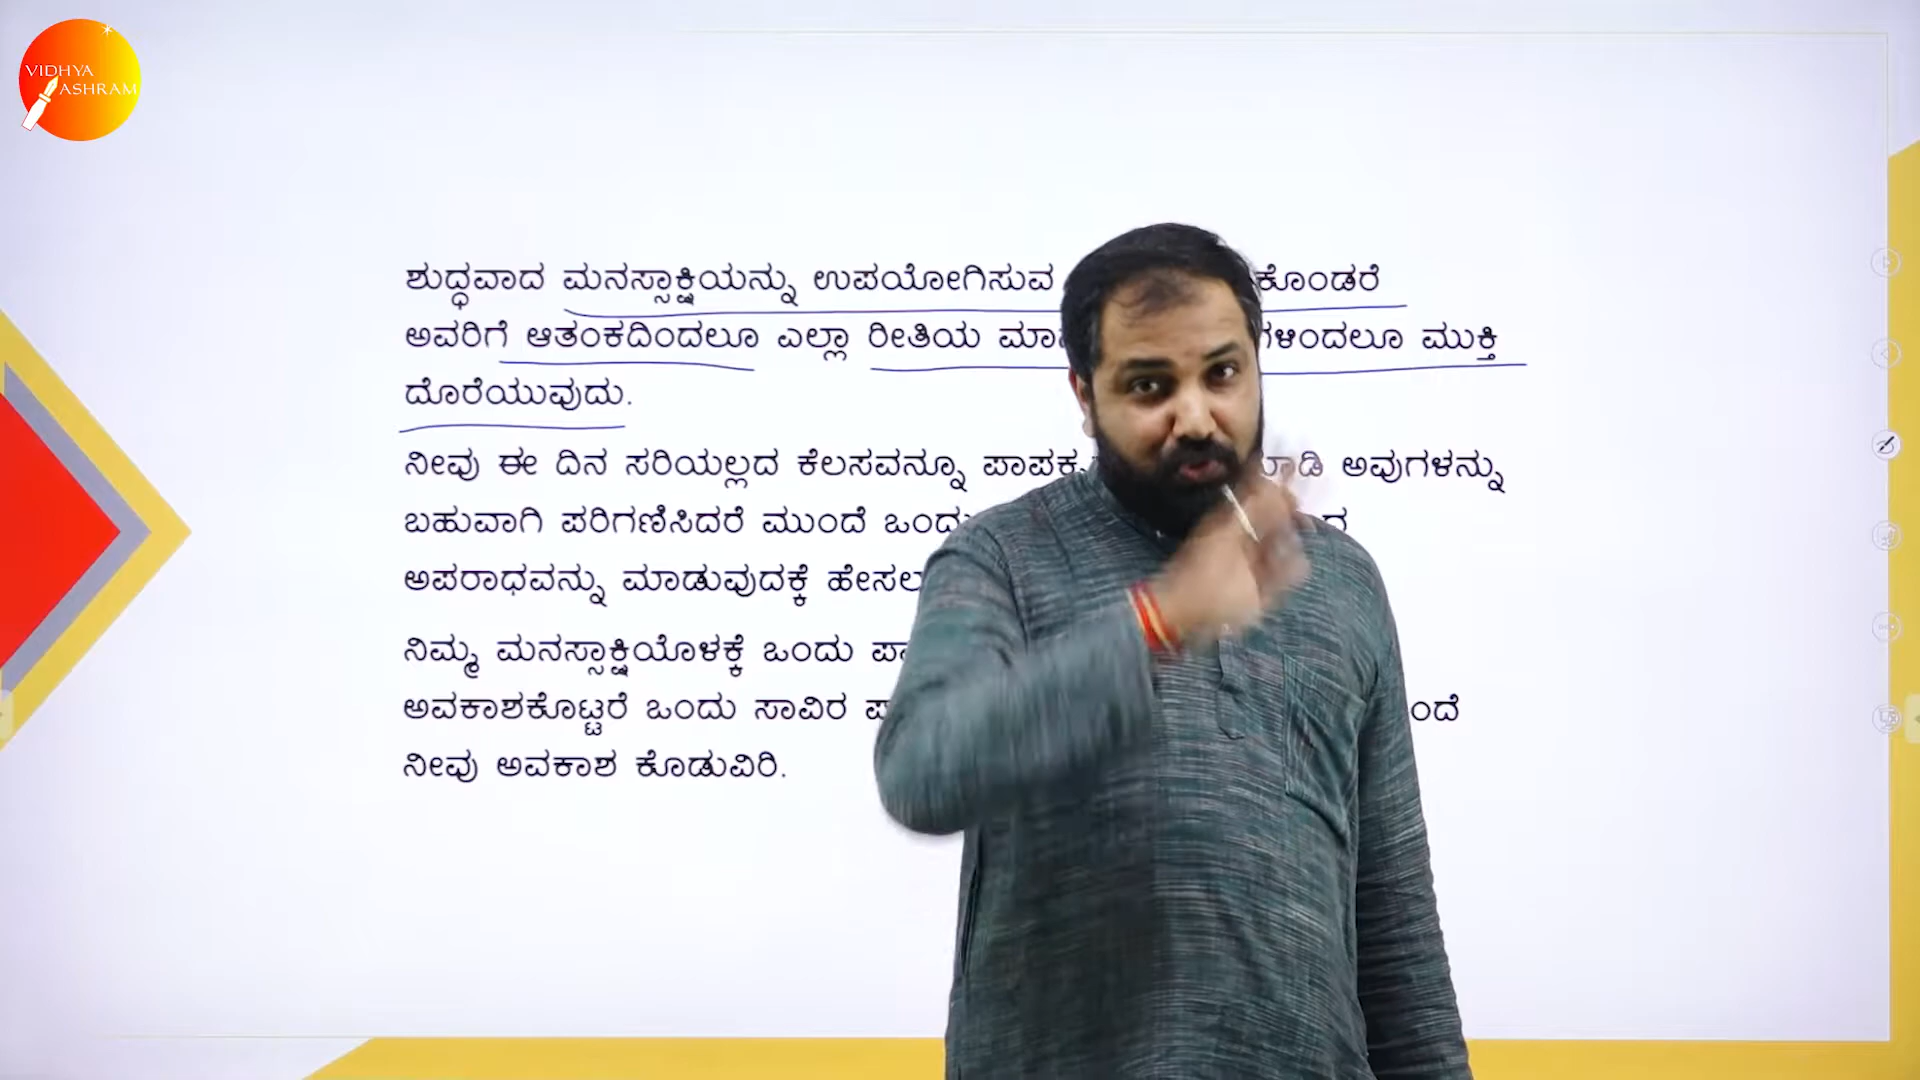 VIDHYA
ASHRAM
ಶುದ್ಧವಾದ ಮನಸ್ಸಾಕ್ಷಿಯನ್ನು ಉಪಯೋಗಿಸುವ ಕೊಂಡರೆ
ಅವರಿಗೆ ಆತಂಕದಿಂದಲೂ ಎಲ್ಲಾ ರೀತಿಯ ಗಳಿಂದಲೂ ಮುಕ್ತಿ
ದೊರೆಯುವುದು.
ನೀವು ಈ ದಿನ ಸರಿಯಲ್ಲದ ಕೆಲಸವನ್ನೂ ಅವುಗಳನ್ನು
ಬಹುವಾಗಿ ಪರಿಗಣಿಸಿದರೆ ಮುಂದೆ
ಅಪರಾಧವನ್ನು ಮಾಡುವುದಕ್ಕೆ
ನಿಮ್ಮ ಮನಸ್ಸಾಕ್ಷಿಯೊಳಕ್ಕೆ ಒಂದು
ಅವಕಾಶಕೊಟ್ಟರೆ ಒಂದು ಸಾವಿರ
ನೀವು ಅವಕಾಶ ಕೊಡುವಿರಿ.